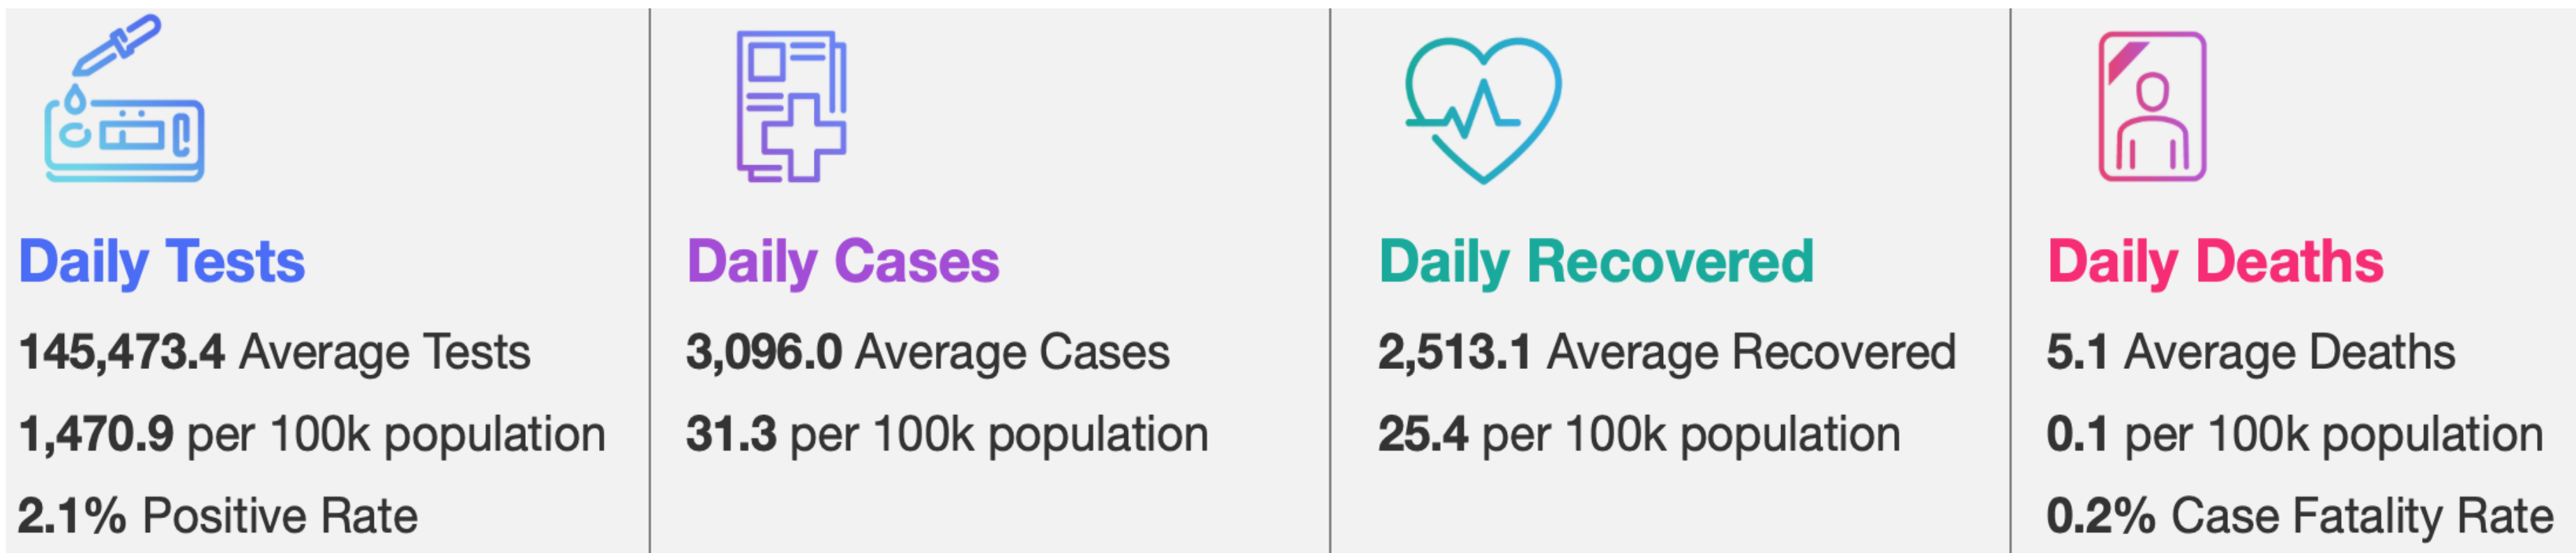 Daily Tests
145,473.4 Average Tests
1,470.9 per 100k population
2.1% Positive Rate
Daily Cases
3,096.0 Average Cases
31.3 per 100k population
Daily Recovered
2,513.1 Average Recovered
25.4 per 100k population
Daily Deaths
5.1 Average Deaths
0.1 per 100k population
0.2% Case Fatality Rate